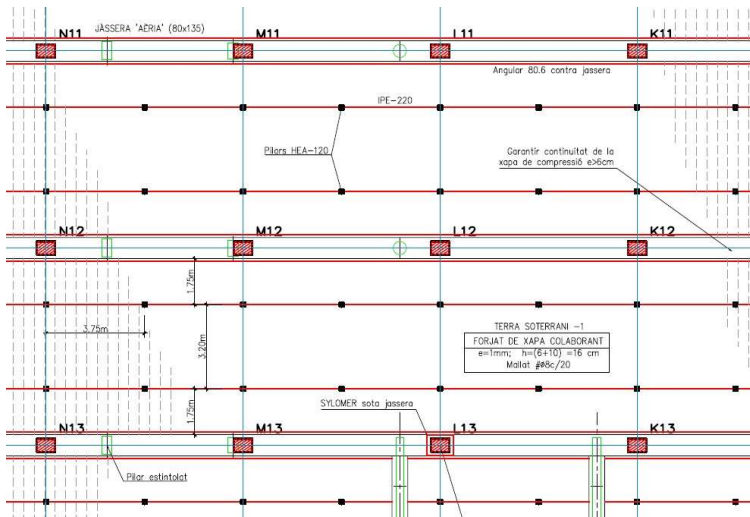 N11
JÀSSERA 'AÈRIA' (80x135)
M11
L11
K11
Angular 80.6 contra jassera
IPE-220
Pilars HEA-120
Garantir continuïtat de la
xapa de compressió e>6cm
N12
M12
L12
K12
1.75m
3.75m
3.20m
TERRA SOTERRANI -1
FORJAT DE XAPA COLABORANT
e=1mm; h=(6+10) =16 cm
Mallat #ø8c/20
1.75m
SYLOMER sota jassera
N13
M13
L13
K13
Pilar estintolat